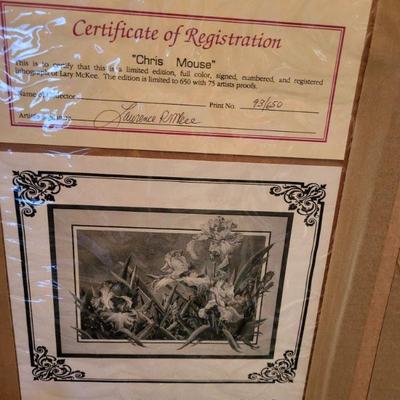 Certificate of Registration
"Chris Mouse"
This is to certify that this is a limited edition, full color, signed, numbered, and registered
lithograph of Lary McKee. The edition is limited to 650 with 75 artists proofs.
Name of Collector
Print No. 93/650
Artist's Signature